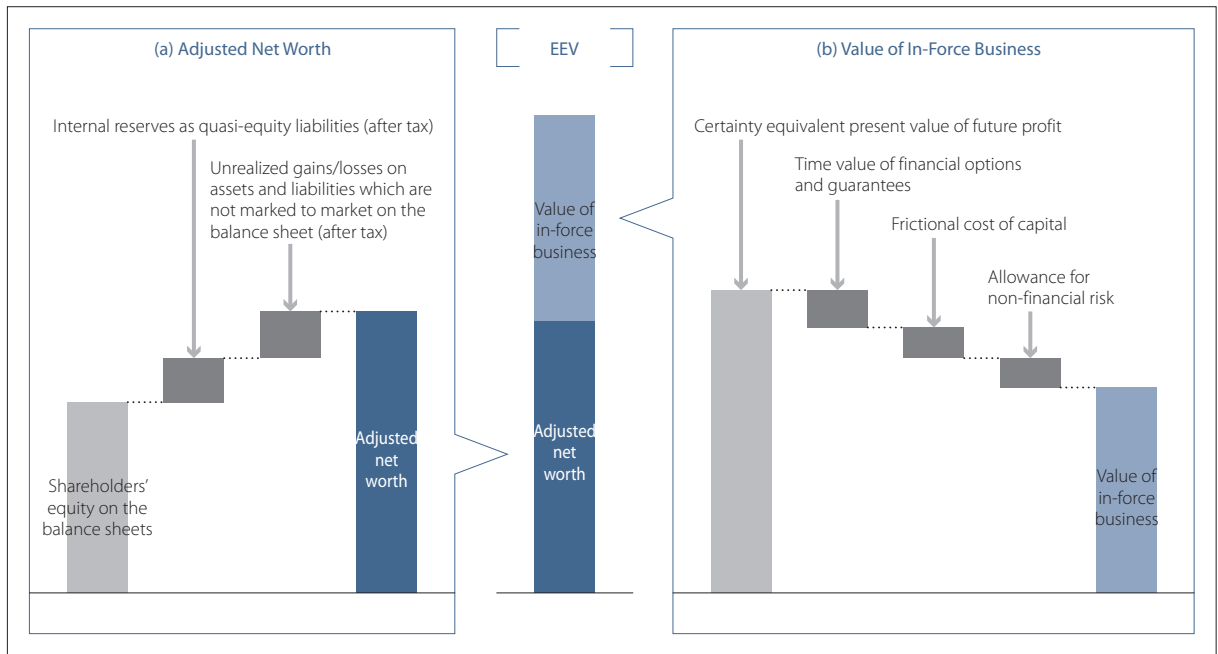 (a) Adjusted Net Worth
Internal reserves as quasi-equity liabilities (after tax)
Unrealized gains/losses on
assets and liabilities which are
not marked to market on the
balance sheet (after tax)
Shareholders’
equity on the
balance sheets
Adjusted
net
worth
EEV
Value of
in-force
business
Adjusted
net
worth
(b) Value of In-Force Business
Certainty equivalent present value of future profit
Time value of financial options
and guarantees
Frictional cost of capital
Allowance for
non-financial risk
Value of
in-force
business